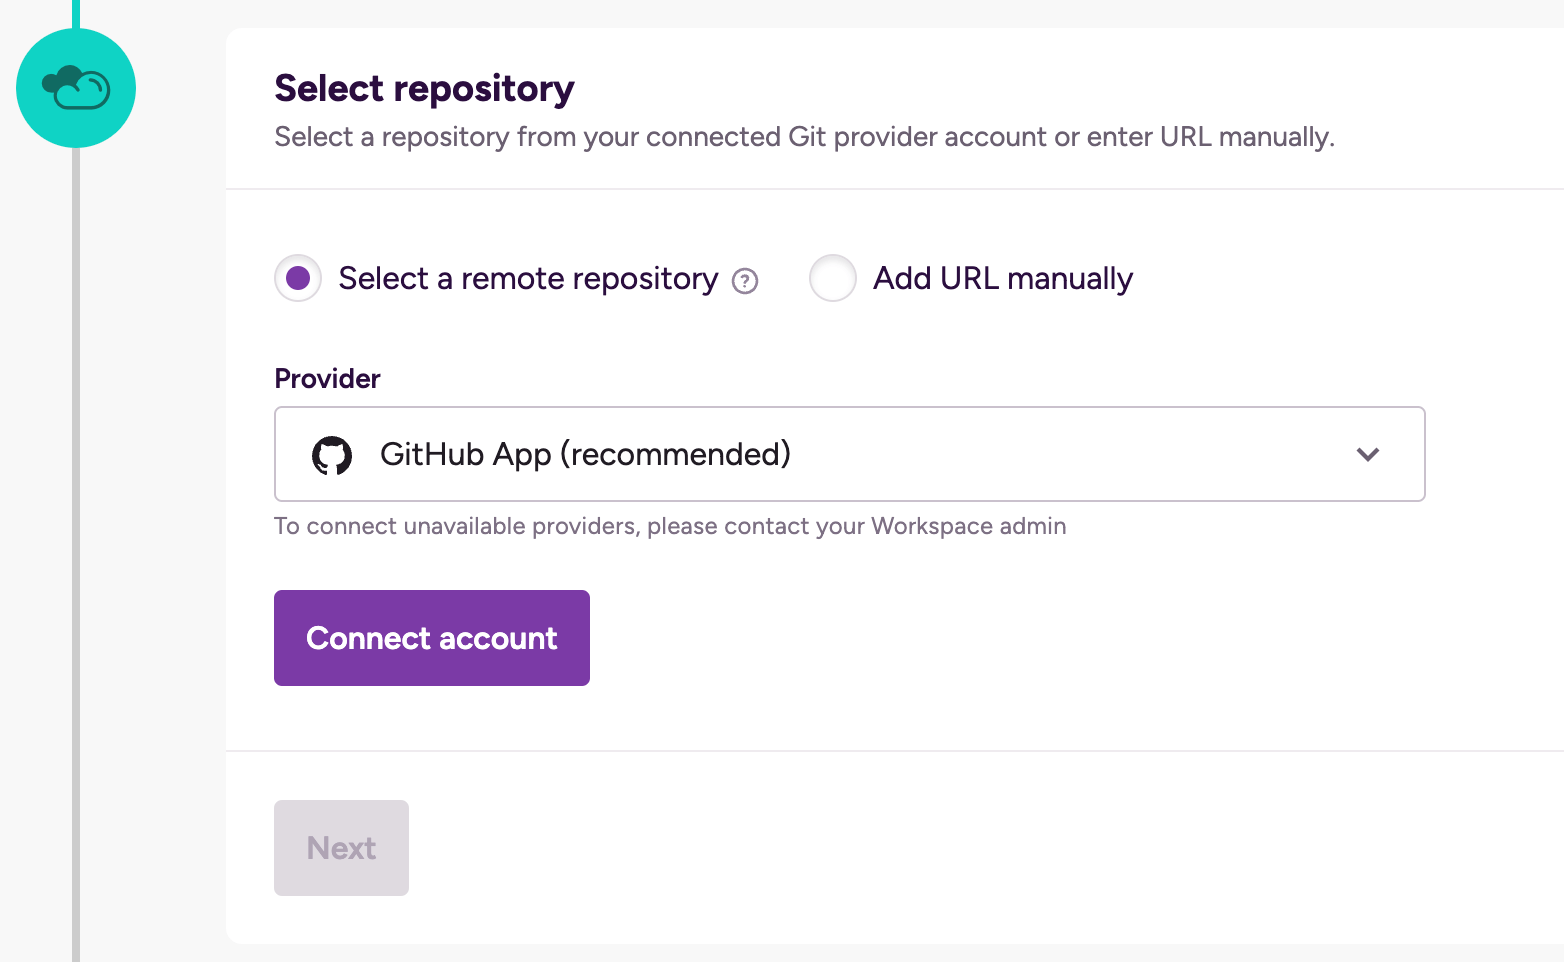 Select repository
Select a repository from your connected Git provider account or enter URL manually.
Select a remote repository ? Add URL manually
Provider
GitHub App (recommended)
To connect unavailable providers, please contact your Workspace admin
Connect account
Next